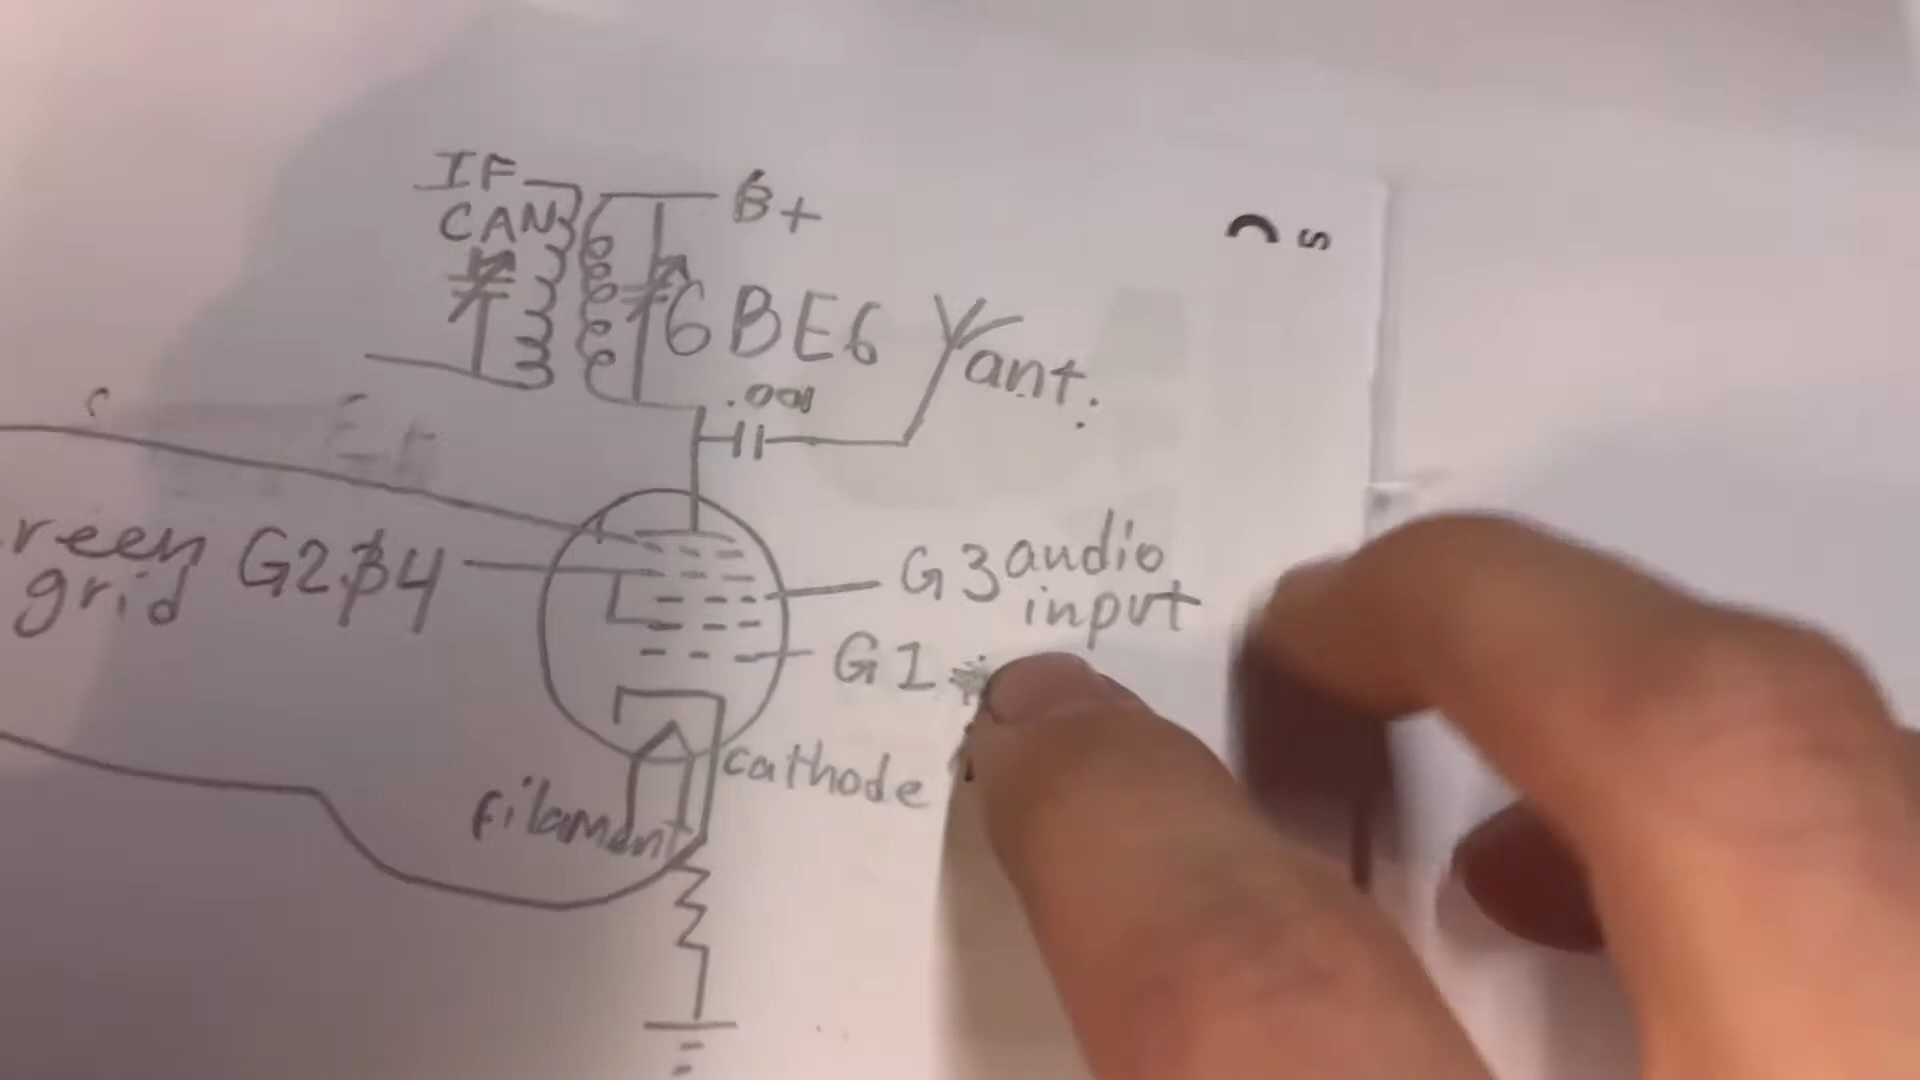 IF
CAN
B+
6BE6
ant.
.001
reen
grid
G2&4
G3 audio
input
G1
cathode
filament